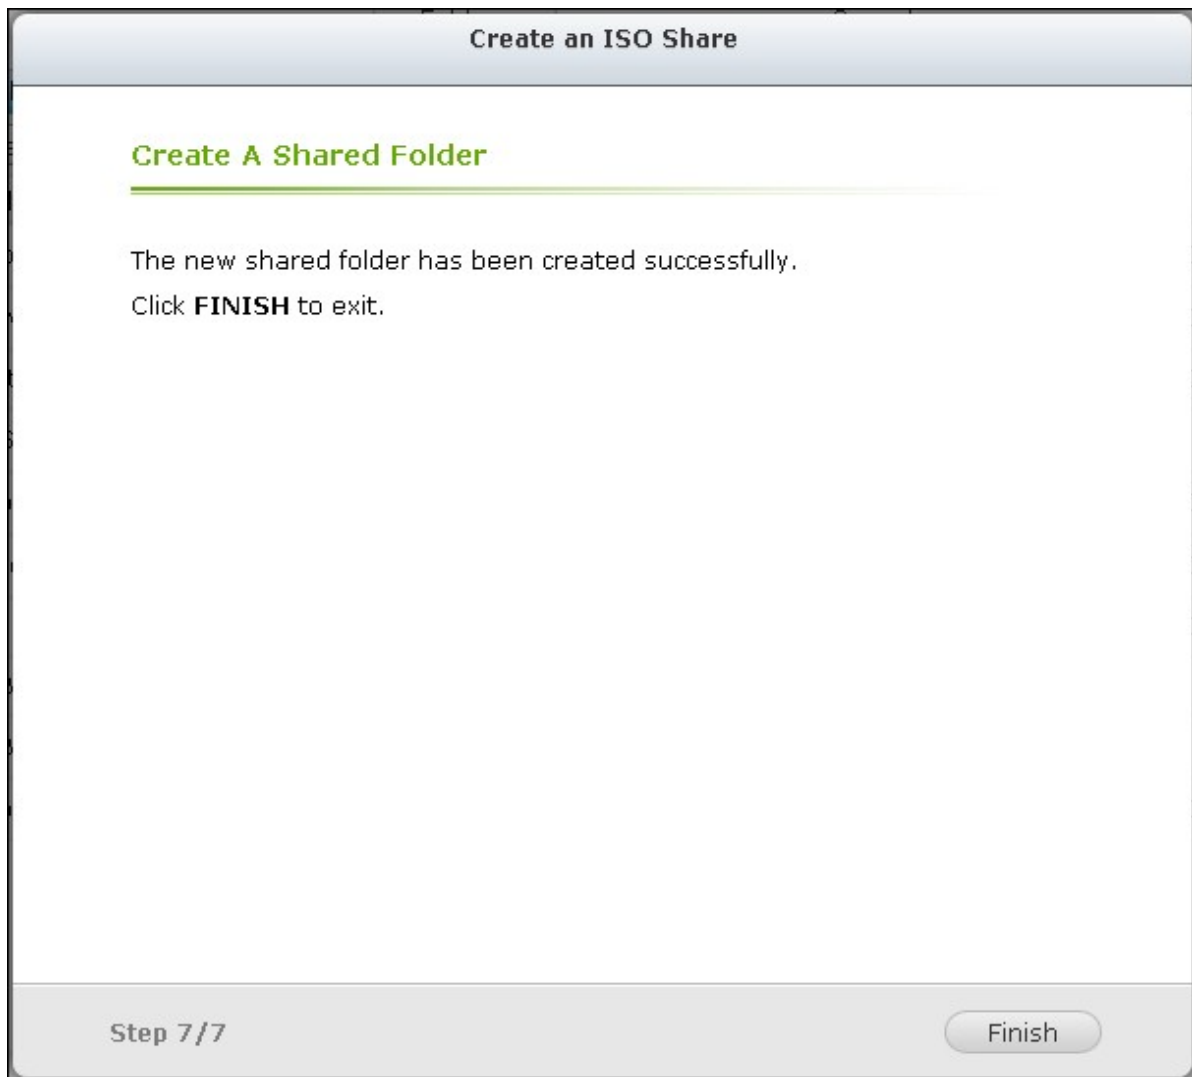 Create an ISO Share
Create A Shared Folder
The new shared folder has been created successfully.
Click FINISH to exit.
Step 7/7
Finish